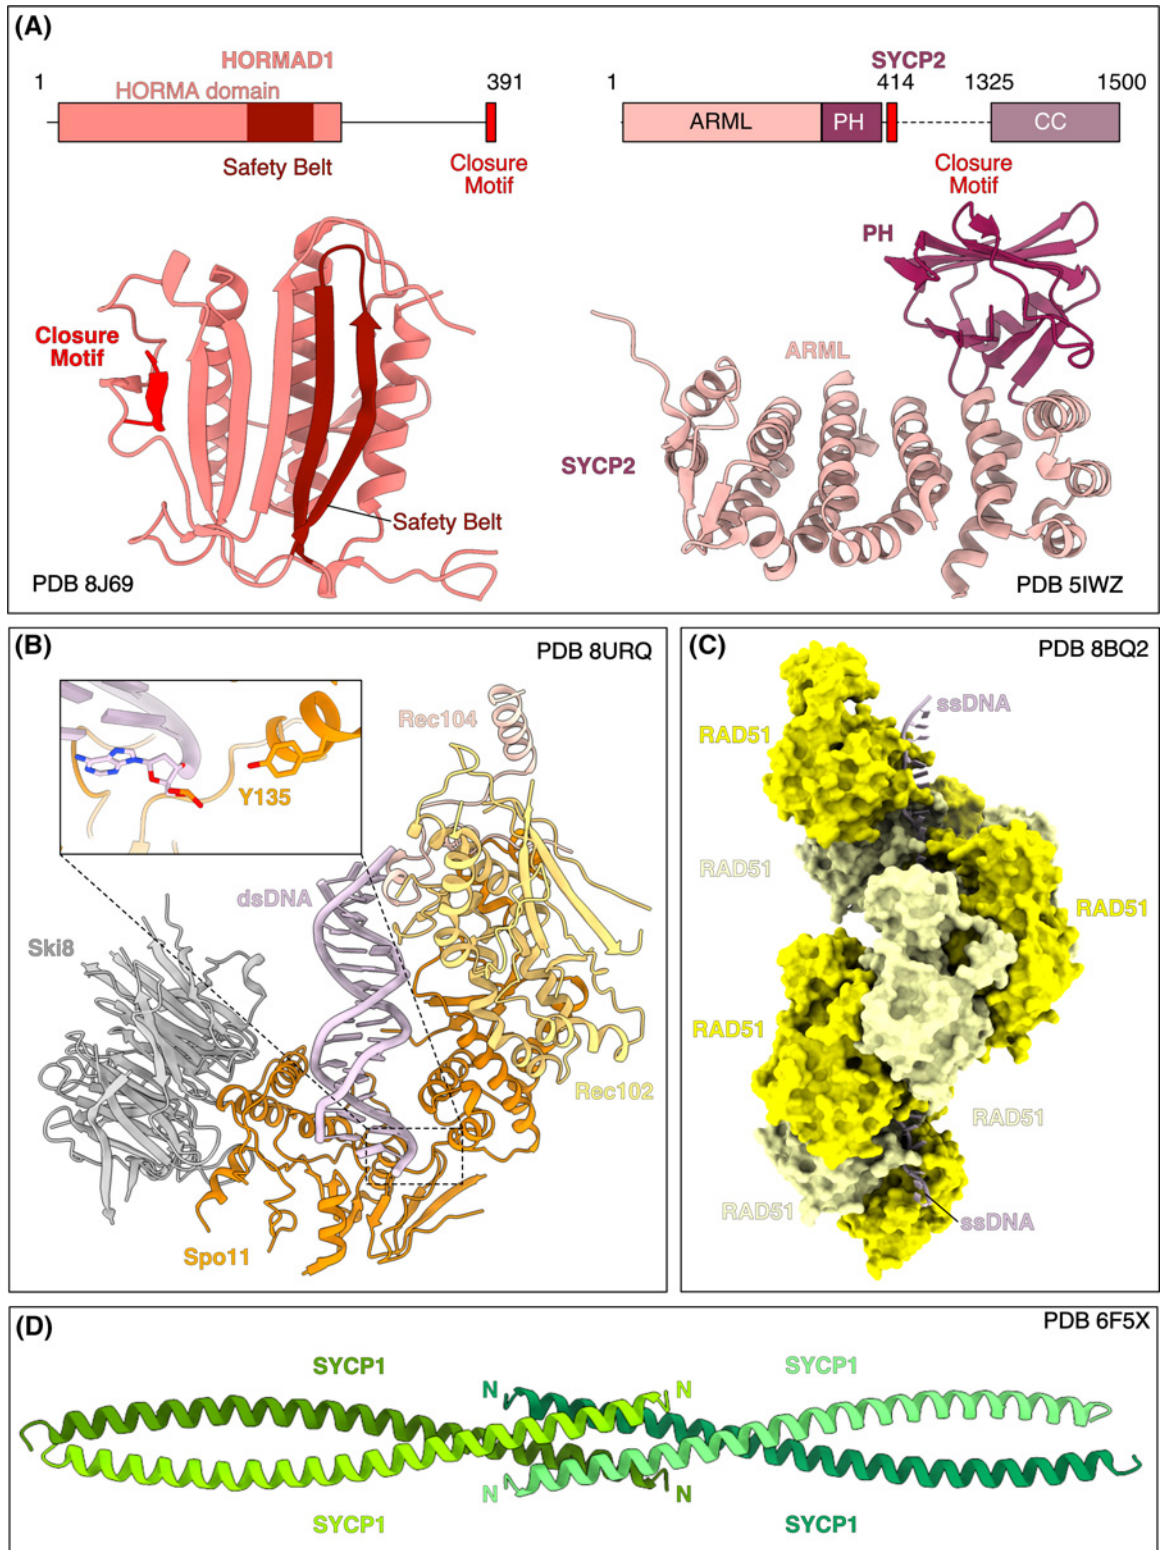 (A)
HORMAD1
1
HORMA domain
391
Safety Belt
Closure
Motif
SYCP2
1
414
1325
1500
ARML
PH
CC
Closure
Motif
Closure
Motif
Safety Belt
PDB 8J69
PH
ARML
SYCP2
PDB 5IWZ
(B)
PDB 8URQ
Y135
Rec104
dsDNA
Ski8
Rec102
Spo11
(C)
PDB 8BQ2
ssDNA
RAD51
RAD51
RAD51
RAD51
RAD51
RAD51
ssDNA
(D)
PDB 6F5X
SYCP1
SYCP1
N
N
N
N
SYCP1
SYCP1